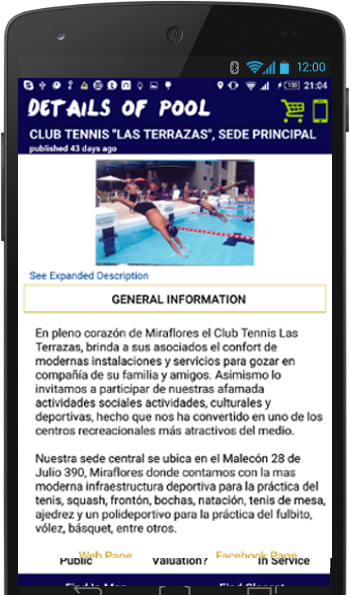 12:00
21:04
DETAILS OF POOL
CLUB TENNIS "LAS TERRAZAS", SEDE PRINCIPAL
published 43 days ago
See Expanded Description
GENERAL INFORMATION
En pleno corazón de Miraflores el Club Tennis Las
Terrazas, brinda a sus asociados el confort de
modernas instalaciones y servicios para gozar en
compañía de su familia y amigos. Asimismo lo
invitamos a participar de nuestras afamada
actividades sociales actividades, culturales y
deportivas, hecho que nos ha convertido en uno de los
centros recreacionales más atractivos del medio.
Nuestra sede central se ubica en el Malecón 28 de
Julio 390, Miraflores donde contamos con la mas
moderna infraestructura deportiva para la práctica del
tenis, squash, frontón, bochas, natación, tenis de mesa,
ajedrez y un polideportivo para la práctica del fulbito,
vólez, básquet, entre otros.
Web Page Facebook Page
Public Valuation? In Service
Find In Map Find Closest